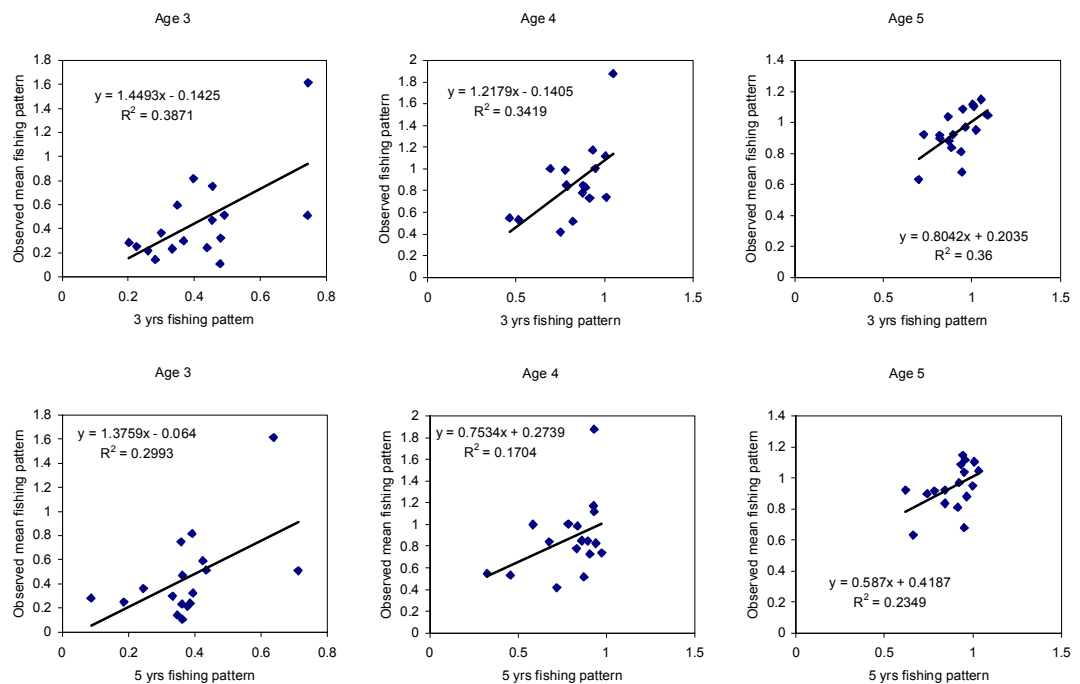 Age 3
Observed mean fishing pattern
1.8
1.6
1.4
1.2
1
0.8
0.6
0.4
0.2
0
y = 1.4493x - 0.1425
R² = 0.3871
0
0.2
0.4
0.6
0.8
3 yrs fishing pattern
Age 4
Observed fishing pattern
2
1.8
1.6
1.4
1.2
1
0.8
0.6
0.4
0.2
0
y = 1.2179x - 0.1405
R² = 0.3419
0
0.5
1
1.5
3 yrs fishing pattern
Age 5
Observed mean fishing pattern
1.4
1.2
1
0.8
0.6
0.4
0.2
0
y = 0.8042x + 0.2035
R² = 0.36
0
0.5
1
1.5
3 yrs fishing pattern
Age 3
Observed mean fishing pattern
1.8
1.6
1.4
1.2
1
0.8
0.6
0.4
0.2
0
y = 1.3759x - 0.064
R² = 0.2993
0
0.2
0.4
0.6
0.8
5 yrs fishing pattern
Age 4
Observed mean fishing pattern
2
1.8
1.6
1.4
1.2
1
0.8
0.6
0.4
0.2
0
y = 0.7534x + 0.2739
R² = 0.1704
0
0.5
1
1.5
5 yrs fishing pattern
Age 5
Observed mean fishing pattern
1.4
1.2
1
0.8
0.6
0.4
0.2
0
y = 0.587x + 0.4187
R² = 0.2349
0
0.5
1
1.5
5 yrs fishing pattern